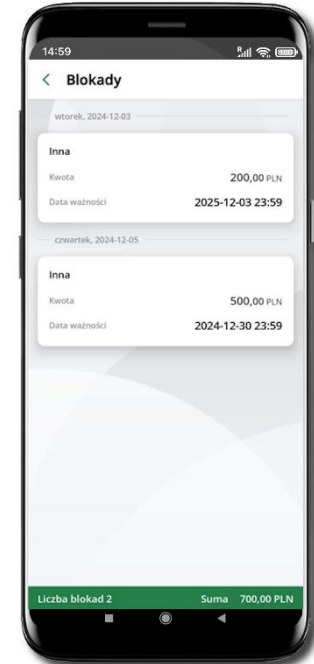 14:59
R
100
Blokady
wtorek, 2024-12-03
Inna
Kwota 200,00 PLN
Data ważności 2025-12-03 23:59
czwartek, 2024-12-05
Inna
Kwota 500,00 PLN
Data ważności 2024-12-30 23:59
Liczba blokad 2 Suma 700,00 PLN